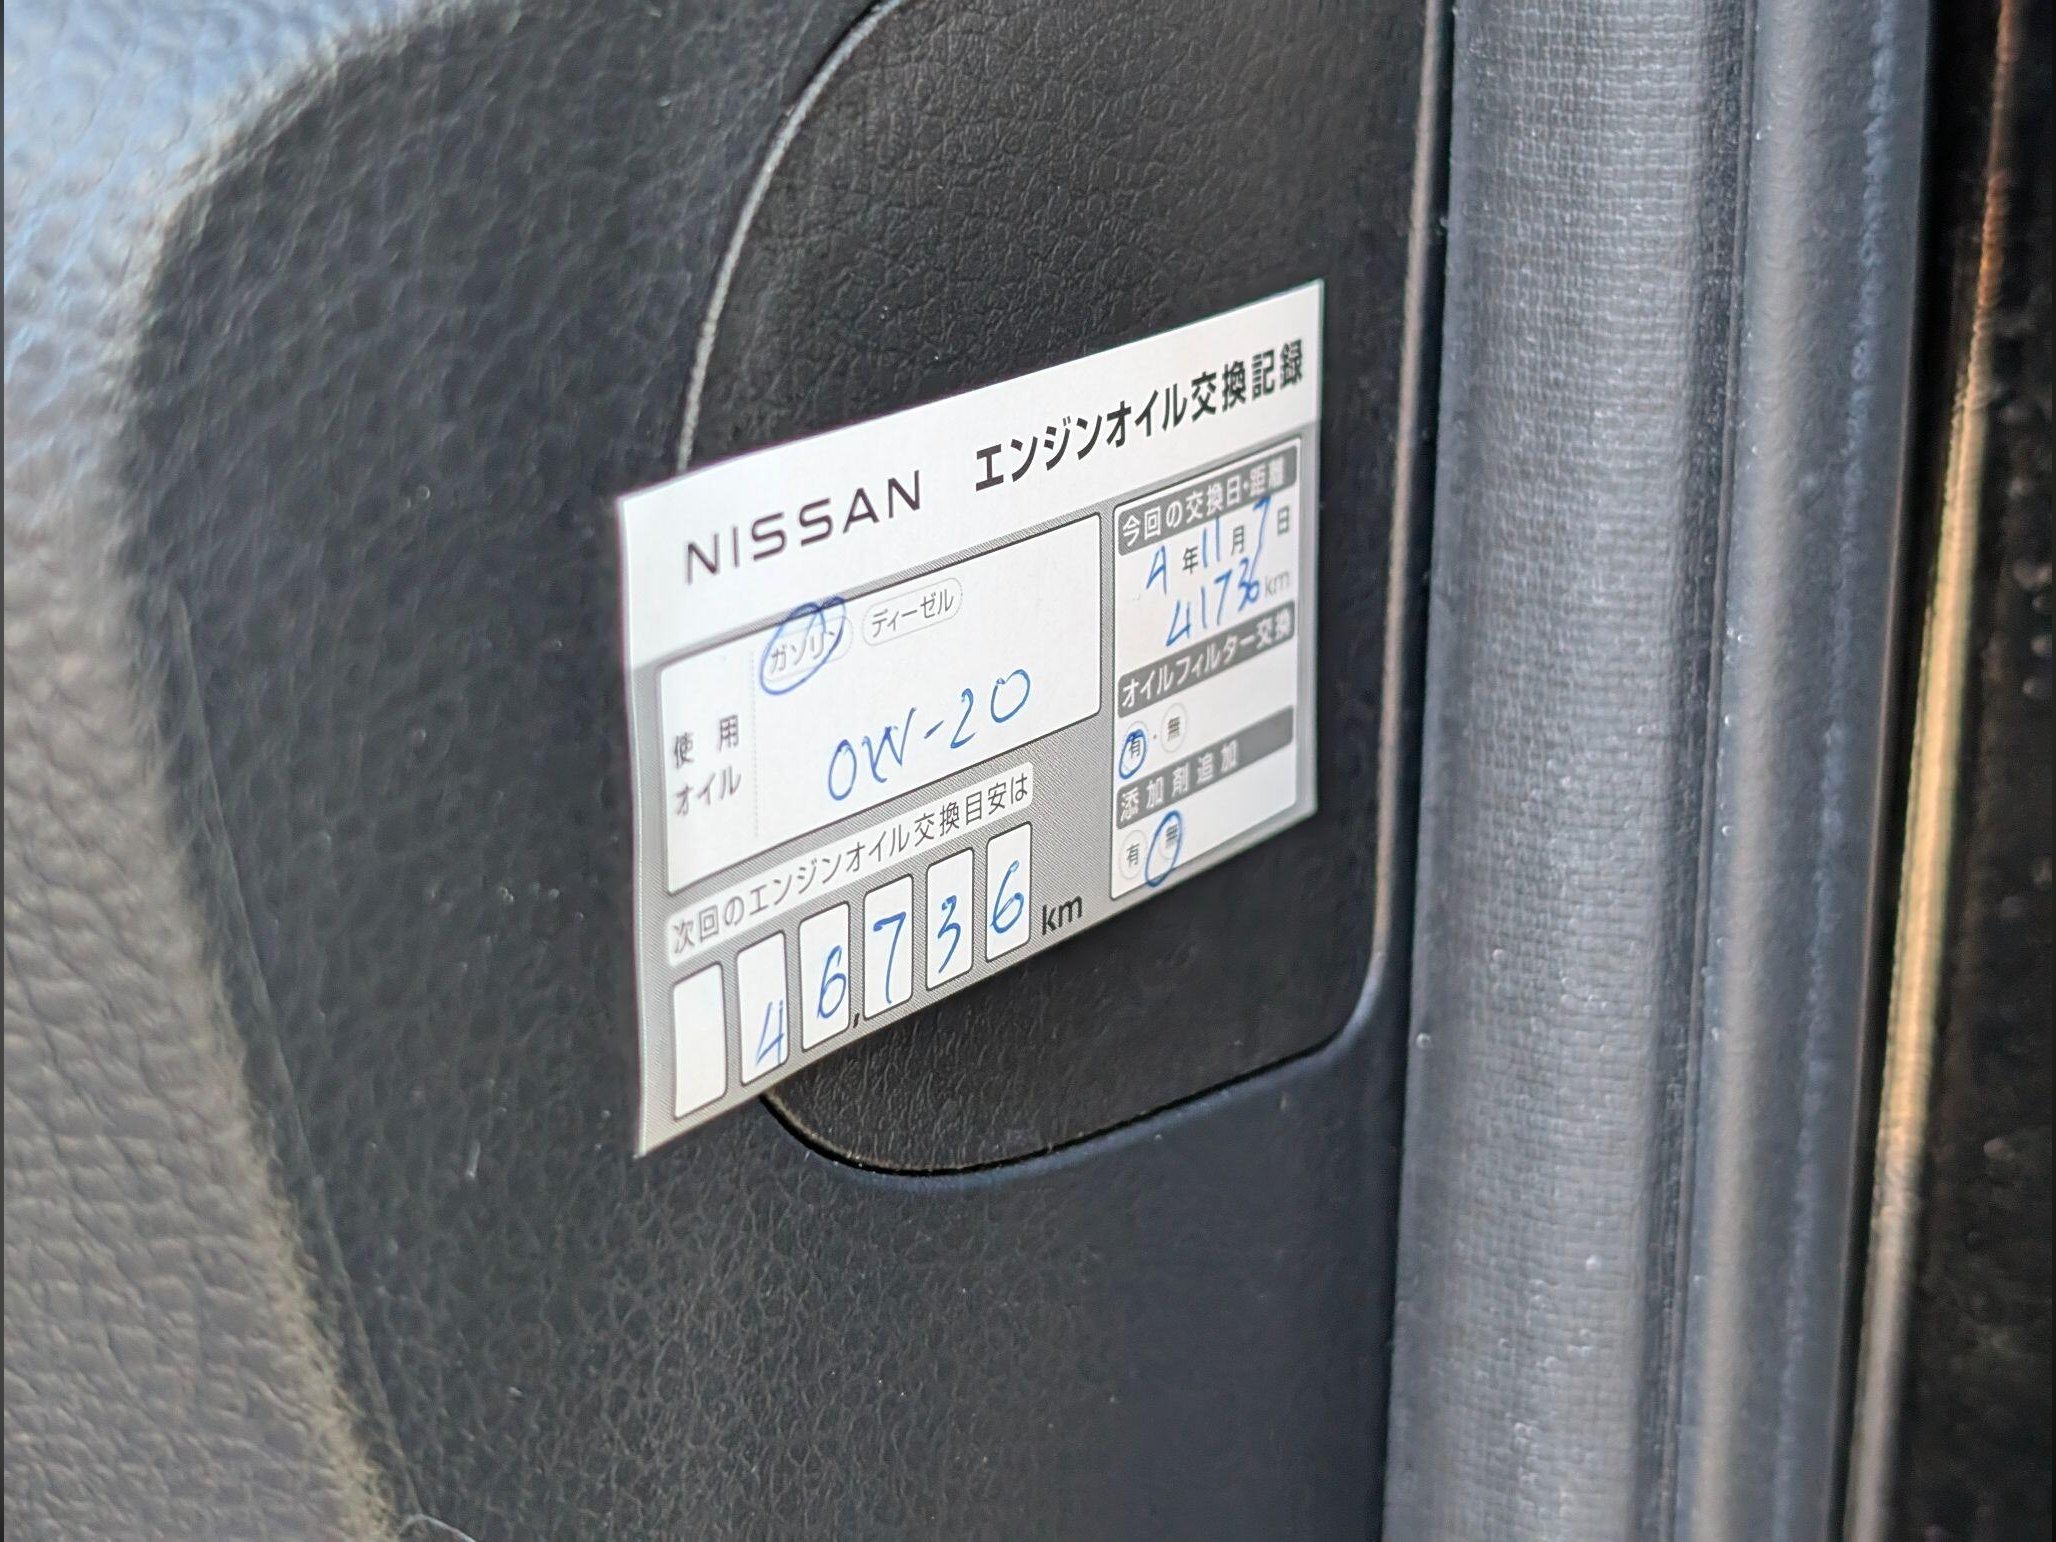 NISSAN エンジンオイル交換記録
使用オイル
ガソリン ディーゼル
0W-20
次回のエンジンオイル交換目安は
46,736 km
今回の交換日・距離
4年11月7日
41736km
オイルフィルター交換
有・無
添加剤追加
有 無